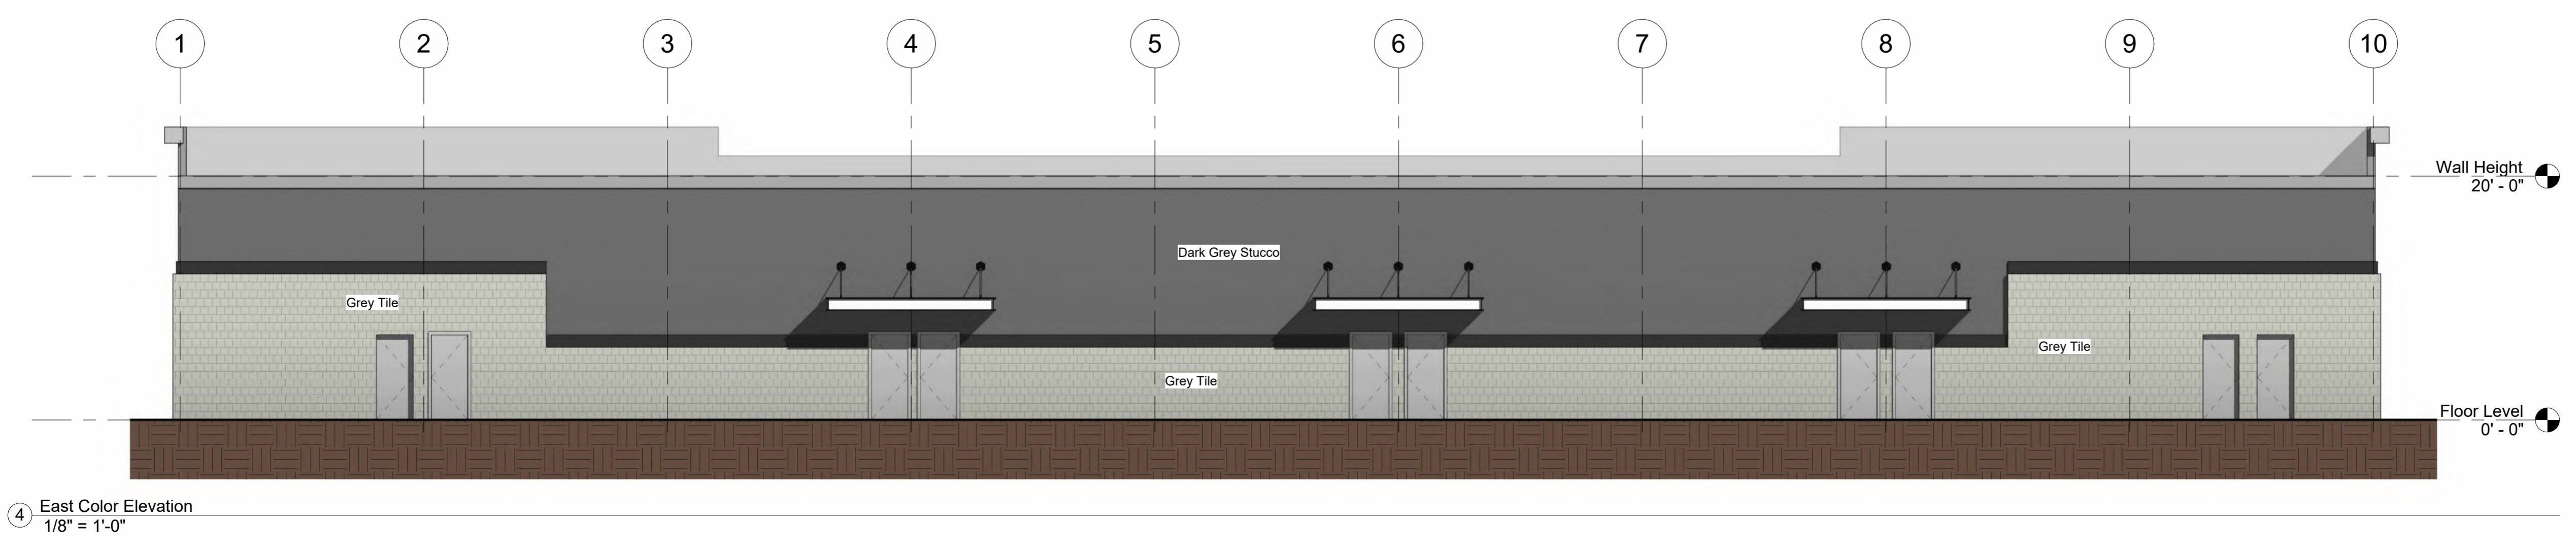 1 2 3 4 5 6 7 8 9 10
Wall Height
20' - 0"
Dark Grey Stucco
Grey Tile
Grey Tile
Grey Tile
Floor Level
0' - 0"
4 East Color Elevation
1/8" = 1'-0"